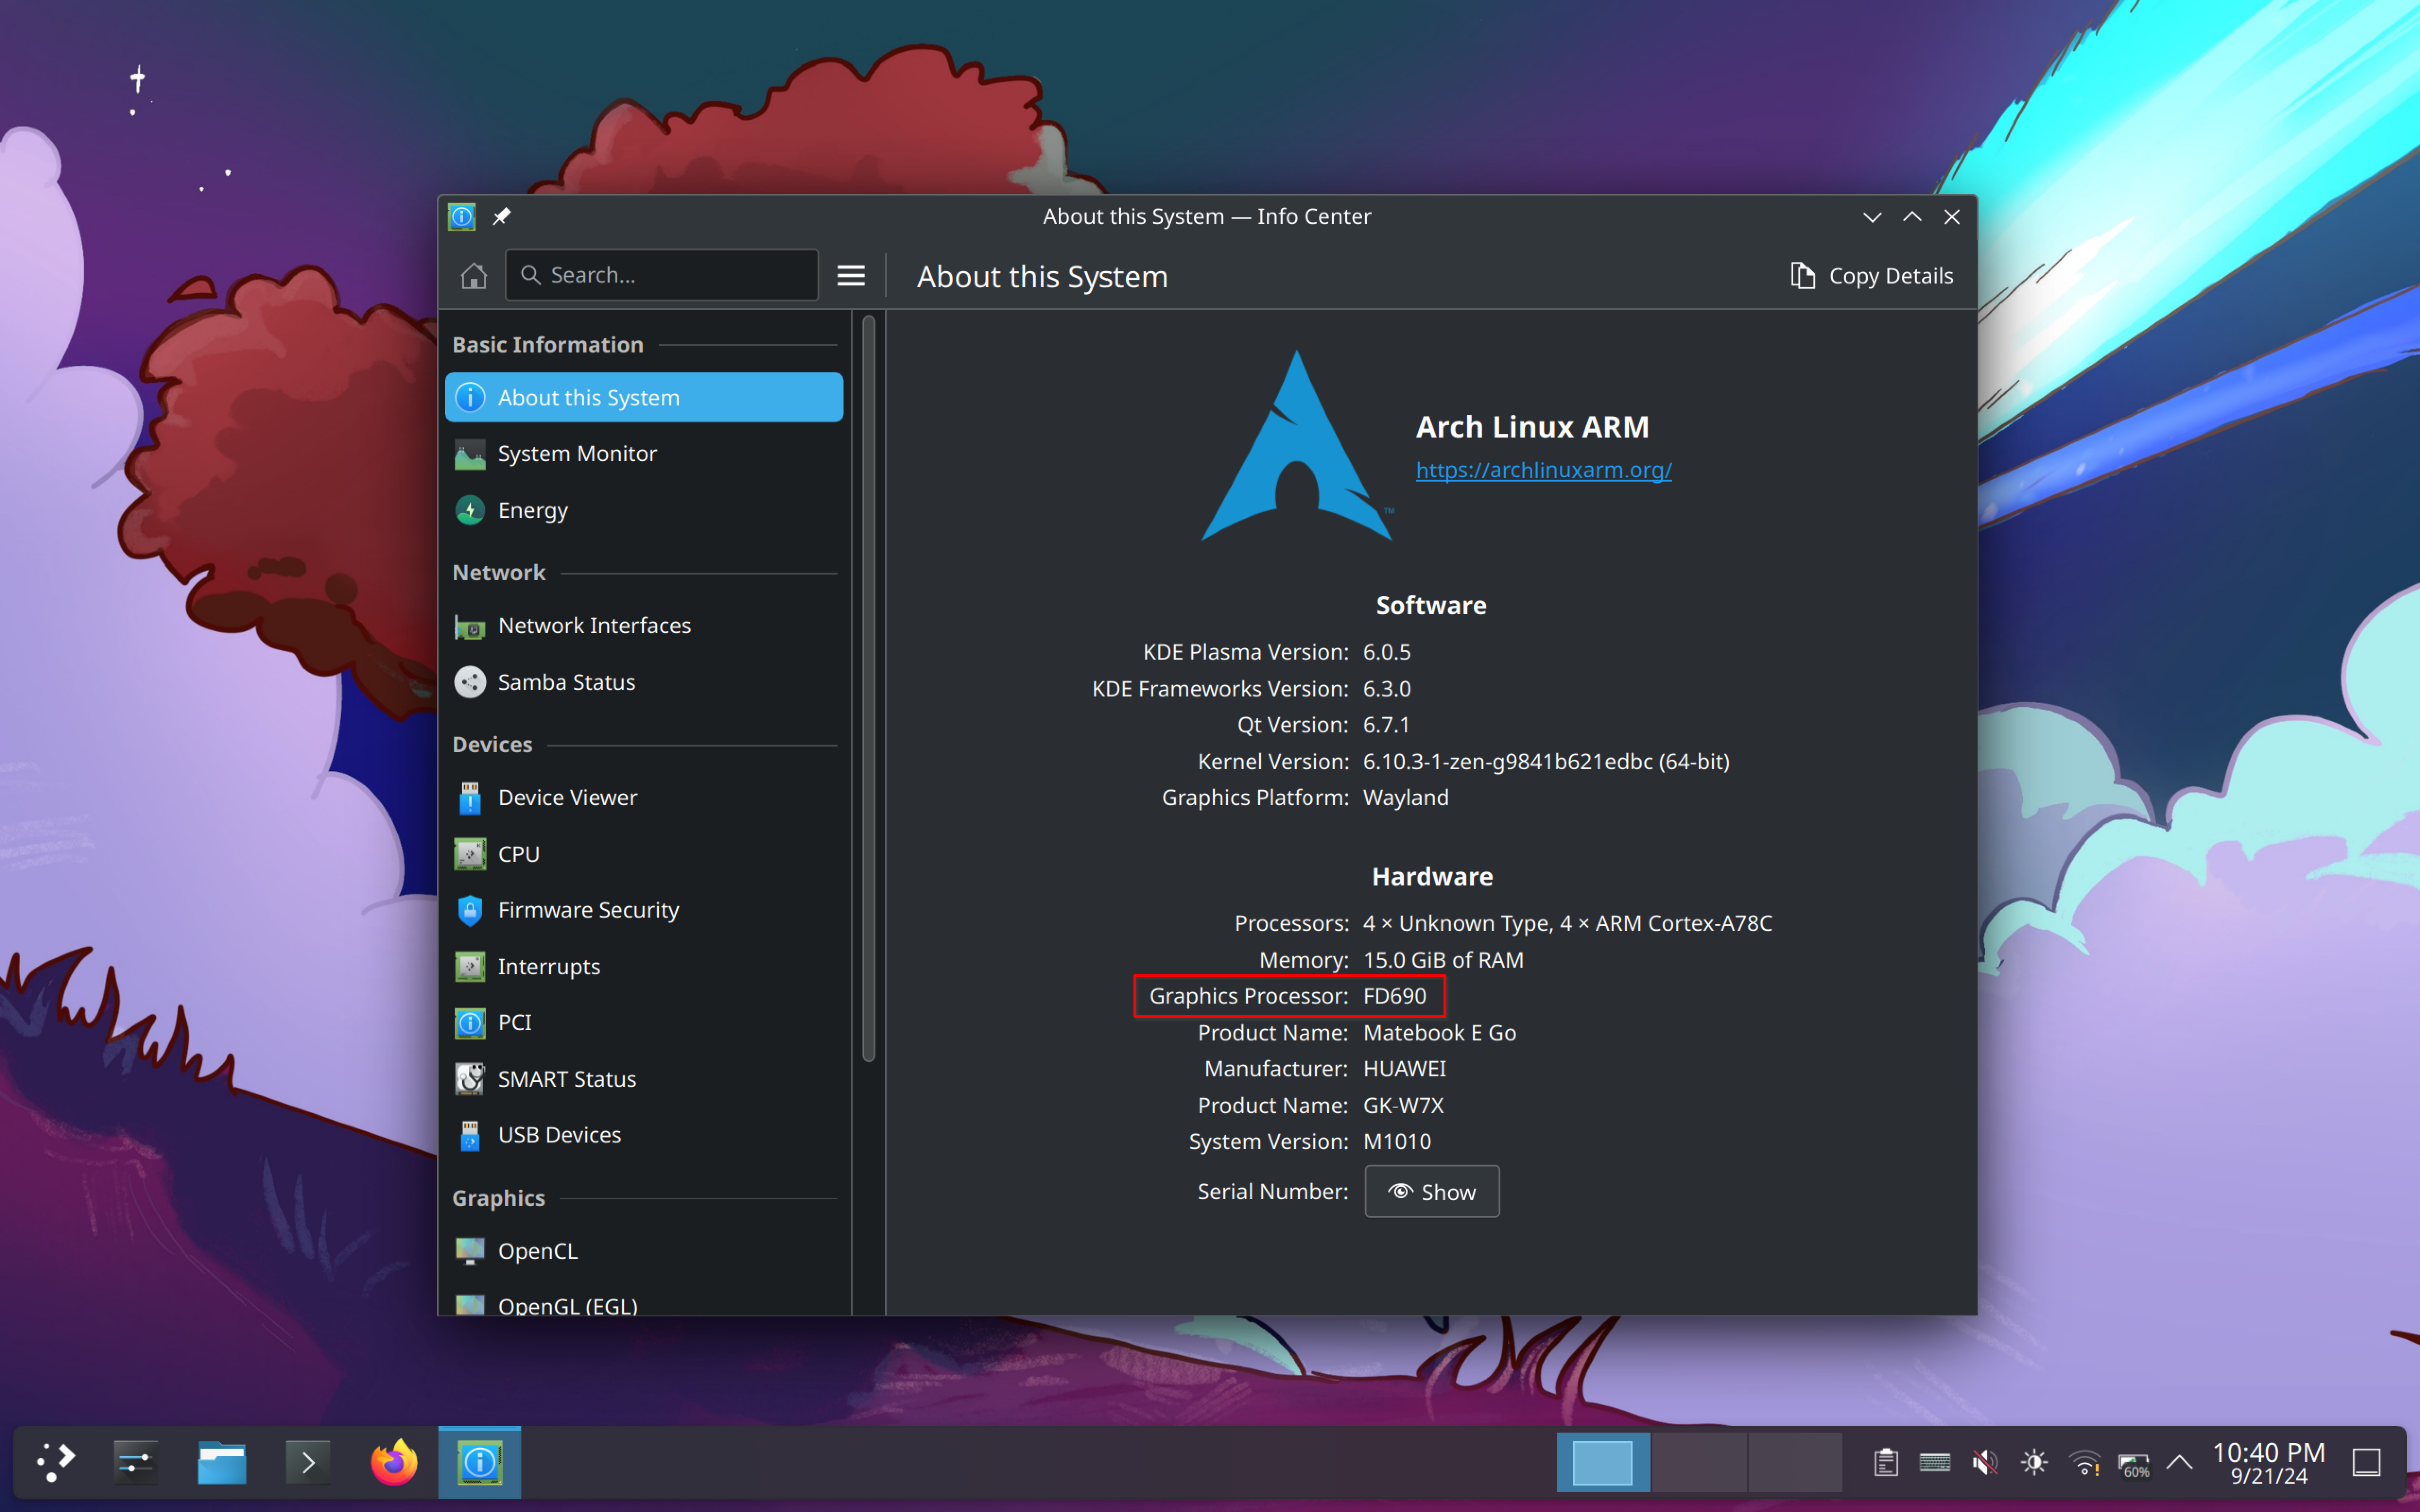 About this System — Info Center
Search...
About this System
Copy Details
Basic Information
About this System
System Monitor
Energy
Network
Network Interfaces
Samba Status
Devices
Device Viewer
CPU
Firmware Security
Interrupts
PCI
SMART Status
USB Devices
Graphics
OpenCL
OpenGL (EGL)
™
Arch Linux ARM
https://archlinuxarm.org/
Software
KDE Plasma Version: 6.0.5
KDE Frameworks Version: 6.3.0
Qt Version: 6.7.1
Kernel Version: 6.10.3-1-zen-g9841b621edbc (64-bit)
Graphics Platform: Wayland
Hardware
Processors: 4 × Unknown Type, 4 × ARM Cortex-A78C
Memory: 15.0 GiB of RAM
Graphics Processor: FD690
Product Name: Matebook E Go
Manufacturer: HUAWEI
Product Name: GK-W7X
System Version: M1010
Serial Number: Show
60%
10:40 PM
9/21/24